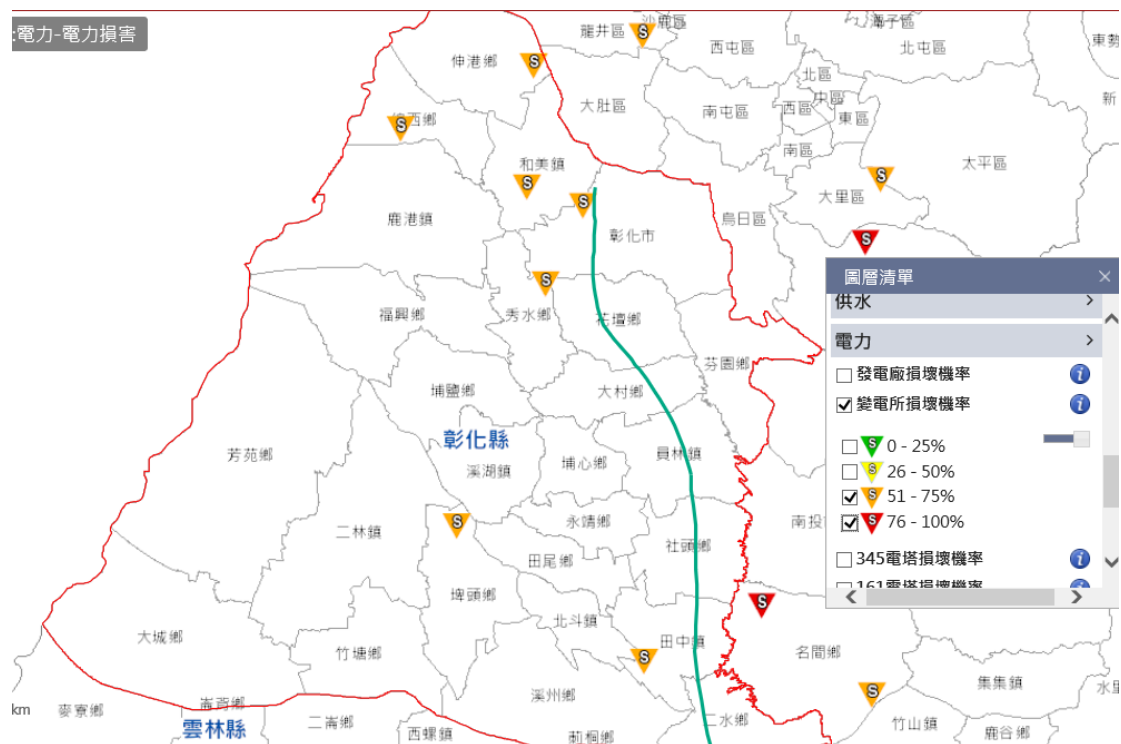 :電力-電力損害
沙鹿區
龍井區
潭子區
伸港鄉
西屯區
北屯區
東勢
北區
新
西鄉
大肚區
南屯區
西區
中區
東區
南區
和美鎮
太平區
大里區
鹿港鎮
彰化市
烏日區
福興鄉
秀水鄉
花壇鄉
芬園鄉
埔鹽鄉
大村鄉
彰化縣
芳苑鄉
溪湖鎮
埔心鄉
員林鎮
二林鎮
永靖鄉
社頭鄉
南投
田尾鄉
埤頭鄉
北斗鎮
大城鄉
竹塘鄉
田中鎮
名間鄉
溪州鄉
集集鎮
水里
km
麥寮鄉
崙背鄉
雲林縣
二崙鄉
西螺鎮
莿桐鄉
二水鄉
竹山鎮
鹿谷鄉
S
S
S
S
S
S
S
S
S
S
S
S
S
圖層清單
×
供水
電力
發電廠損壞機率
i
變電所損壞機率
i
S 0 - 25%
S 26 - 50%
S 51 - 75%
S 76 - 100%
345電塔損壞機率
i
161電塔損壞機率